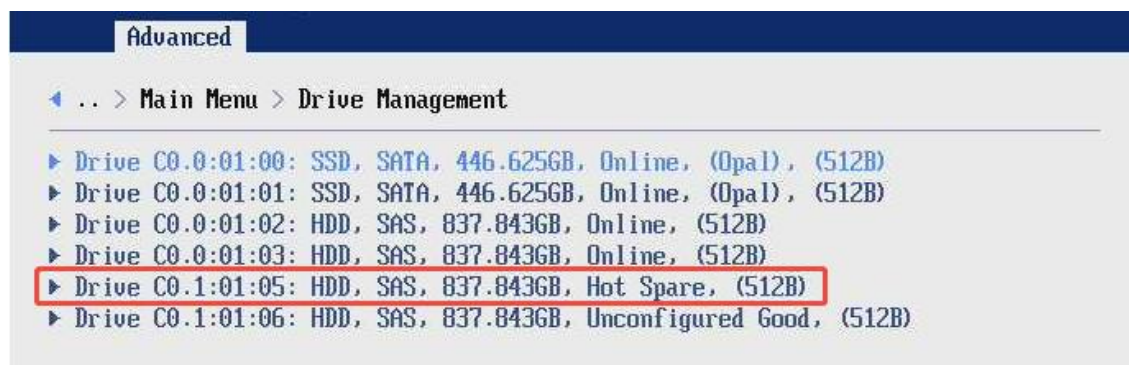 Advanced
.. > Main Menu > Drive Management
Drive C0.0:01:00: SSD, SATA, 446.625GB, Online, (Opal), (512B)
Drive C0.0:01:01: SSD, SATA, 446.625GB, Online, (Opal), (512B)
Drive C0.0:01:02: HDD, SAS, 837.843GB, Online, (512B)
Drive C0.0:01:03: HDD, SAS, 837.843GB, Online, (512B)
Drive C0.1:01:05: HDD, SAS, 837.843GB, Hot Spare, (512B)
Drive C0.1:01:06: HDD, SAS, 837.843GB, Unconfigured Good, (512B)